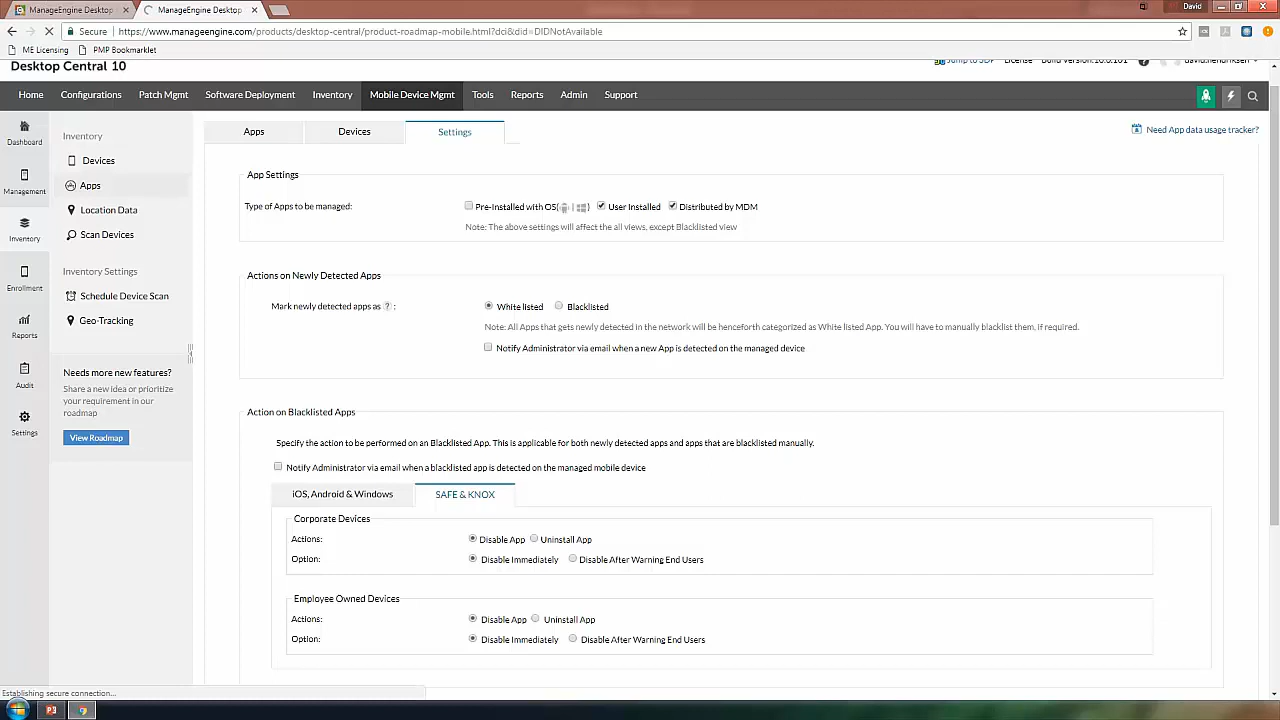 ManageEngine Desktop
ManageEngine Desktop
David
Secure
https://www.manageengine.com/products/desktop-central/product-roadmap-mobile.html?dci&did=DIDNotAvailable
ME Licensing
PMP Bookmarklet
Desktop Central 10
Jump to SDP
License
Build Version:10.0.101
david.hendriksen
Home
Configurations
Patch Mgmt
Software Deployment
Inventory
Mobile Device Mgmt
Tools
Reports
Admin
Support
Dashboard
Management
Inventory
Enrollment
Reports
Audit
Settings
Inventory
Devices
Apps
Location Data
Scan Devices
Inventory Settings
Schedule Device Scan
Geo-Tracking
Needs more new features?
Share a new idea or prioritize
your requirement in our
roadmap
View Roadmap
Apps
Devices
Settings
Need App data usage tracker?
App Settings
Type of Apps to be managed:
Pre-Installed with OS( | )
User Installed
Distributed by MDM
Note: The above settings will affect the all views, except Blacklisted view
Actions on Newly Detected Apps
Mark newly detected apps as ? :
White listed
Blacklisted
Note: All Apps that gets newly detected in the network will be henceforth categorized as White listed App. You will have to manually blacklist them, if required.
Notify Administrator via email when a new App is detected on the managed device
Action on Blacklisted Apps
Specify the action to be performed on an Blacklisted App. This is applicable for both newly detected apps and apps that are blacklisted manually.
Notify Administrator via email when a blacklisted app is detected on the managed mobile device
iOS, Android & Windows
SAFE & KNOX
Corporate Devices
Actions:
Disable App
Uninstall App
Option:
Disable Immediately
Disable After Warning End Users
Employee Owned Devices
Actions:
Disable App
Uninstall App
Option:
Disable Immediately
Disable After Warning End Users
Establishing secure connection...